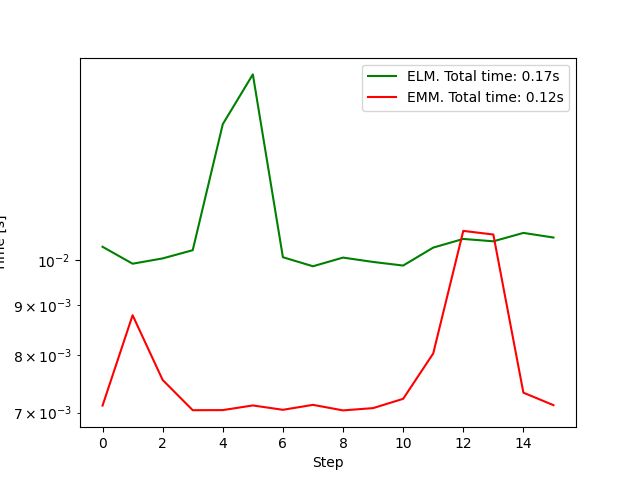 ELM. Total time: 0.17s
EMM. Total time: 0.12s
Time [s]
10⁻²
9 × 10⁻³
8 × 10⁻³
7 × 10⁻³
0 2 4 6 8 10 12 14
Step